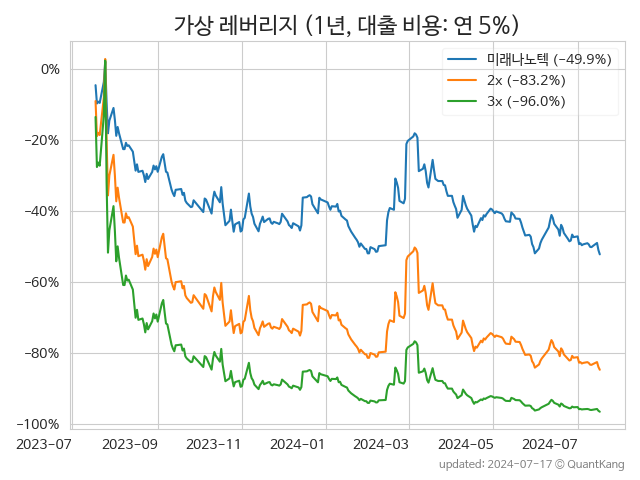 가상 레버리지 (1년, 대출 비용: 연 5%)
미래나노텍 (−49.9%)
2x (−83.2%)
3x (−96.0%)
0%
−20%
−40%
−60%
−80%
−100%
2023-07 2023-09 2023-11 2024-01 2024-03 2024-05 2024-07
updated: 2024-07-17 © QuantKang